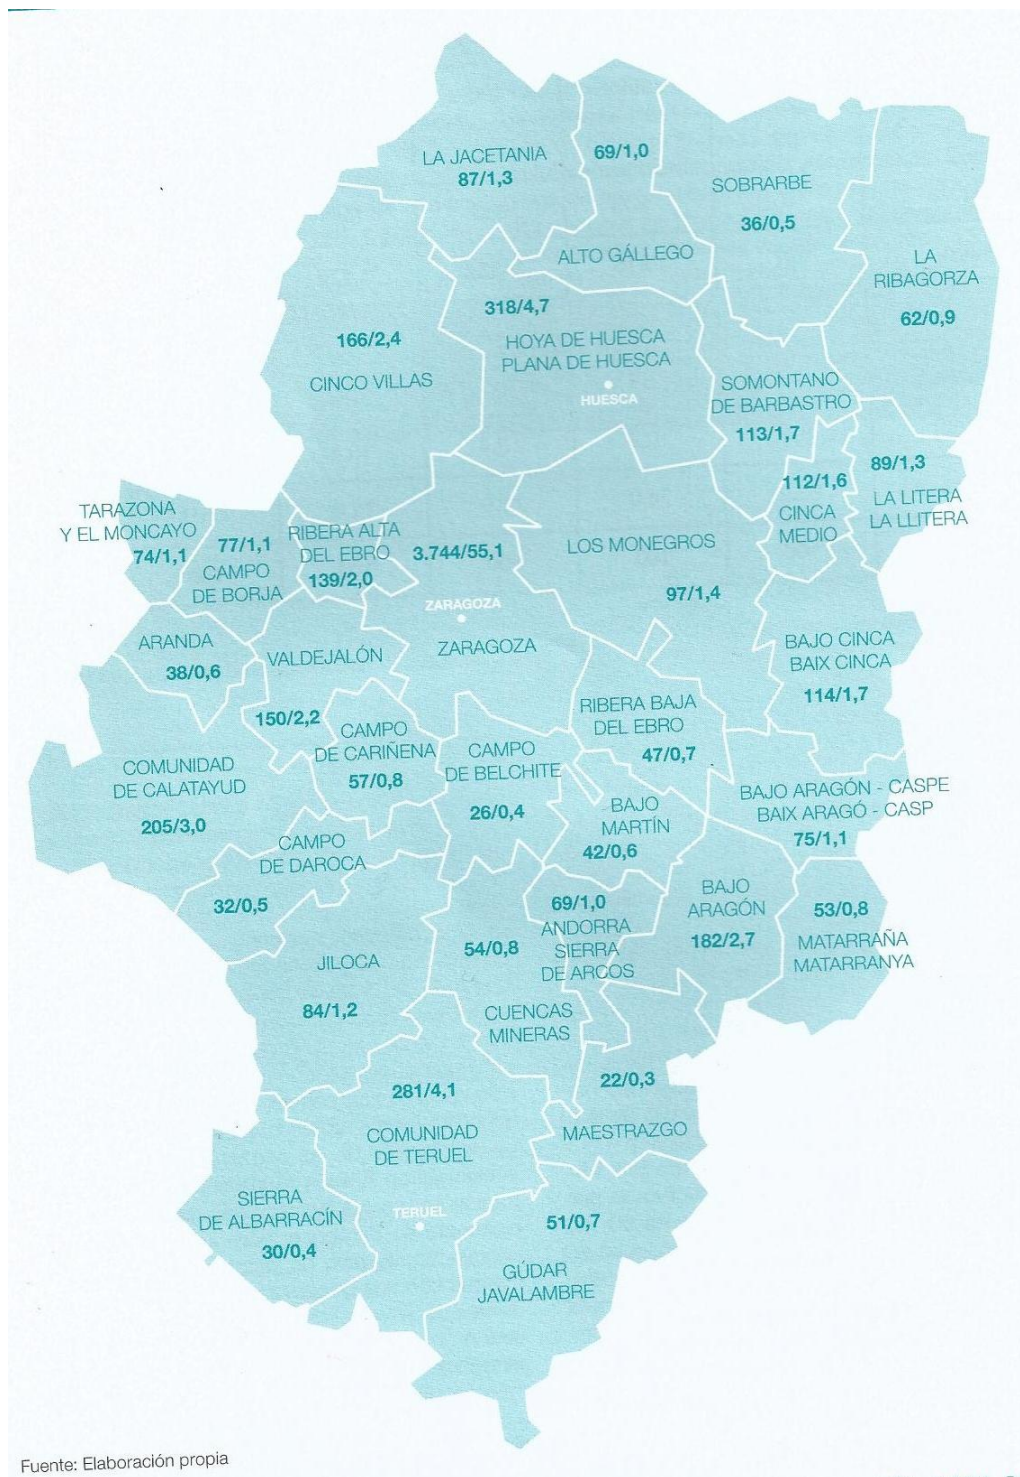 LA JACETANIA
87/1,3
69/1,0
ALTO GÁLLEGO
SOBRARBE
36/0,5
LA
RIBAGORZA
62/0,9
318/4,7
HOYA DE HUESCA
PLANA DE HUESCA
HUESCA
166/2,4
CINCO VILLAS
SOMONTANO
DE BARBASTRO
113/1,7
112/1,6
CINCA
MEDIO
89/1,3
LA LITERA
LA LLITERA
TARAZONA
Y EL MONCAYO
74/1,1
77/1,1
CAMPO
DE BORJA
RIBERA ALTA
DEL EBRO
139/2,0
3.744/55,1
ZARAGOZA
ZARAGOZA
LOS MONEGROS
97/1,4
ARANDA
38/0,6
VALDEJALÓN
150/2,2
BAJO CINCA
BAIX CINCA
114/1,7
RIBERA BAJA
DEL EBRO
47/0,7
CAMPO
DE CARIÑENA
57/0,8
CAMPO
DE BELCHITE
26/0,4
COMUNIDAD
DE CALATAYUD
205/3,0
BAJO ARAGÓN - CASPE
BAIX ARAGÓ - CASP
75/1,1
BAJO
MARTÍN
42/0,6
CAMPO
DE DAROCA
32/0,5
69/1,0
ANDORRA
SIERRA
DE ARCOS
BAJO
ARAGÓN
182/2,7
53/0,8
MATARRAÑA
MATARRANYA
JILOCA
84/1,2
54/0,8
CUENCAS
MINERAS
22/0,3
MAESTRAZGO
281/4,1
COMUNIDAD
DE TERUEL
TERUEL
SIERRA
DE ALBARRACÍN
30/0,4
51/0,7
GÚDAR
JAVALAMBRE
Fuente: Elaboración propia